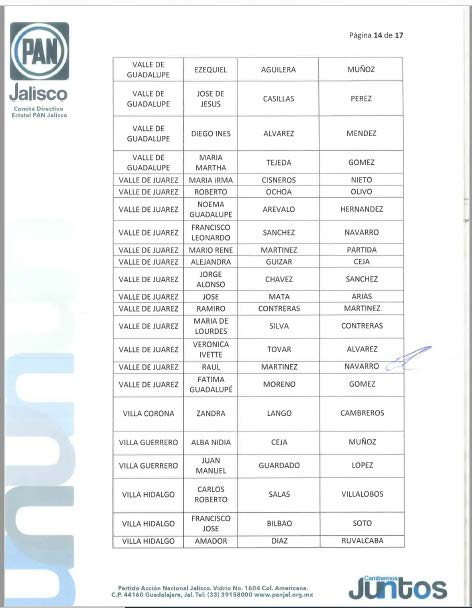 PAN
Jalisco
Comité Directivo
Estatal PAN Jalisco
Página 14 de 17
VALLE DE GUADALUPE EZEQUIEL AGUILERA MUÑOZ
VALLE DE GUADALUPE JOSE DE JESUS CASILLAS PEREZ
VALLE DE GUADALUPE DIEGO INES ALVAREZ MENDEZ
VALLE DE GUADALUPE MARIA MARTHA TEJEDA GOMEZ
VALLE DE JUAREZ MARIA IRMA CISNEROS NIETO
VALLE DE JUAREZ ROBERTO OCHOA OLIVO
VALLE DE JUAREZ NOEMA GUADALUPE AREVALO HERNANDEZ
VALLE DE JUAREZ FRANCISCO LEONARDO SANCHEZ NAVARRO
VALLE DE JUAREZ MARIO RENE MARTINEZ PARTIDA
VALLE DE JUAREZ ALEJANDRA GUIZAR CEJA
VALLE DE JUAREZ JORGE ALONSO CHAVEZ SANCHEZ
VALLE DE JUAREZ JOSE MATA ARIAS
VALLE DE JUAREZ RAMIRO CONTRERAS MARTINEZ
VALLE DE JUAREZ MARIA DE LOURDES SILVA CONTRERAS
VALLE DE JUAREZ VERONICA IVETTE TOVAR ALVAREZ
VALLE DE JUAREZ RAUL MARTINEZ NAVARRO
VALLE DE JUAREZ FATIMA GUADALUPÉ MORENO GOMEZ
VILLA CORONA ZANDRA LANGO CAMBREROS
VILLA GUERRERO ALBA NIDIA CEJA MUÑOZ
VILLA GUERRERO JUAN MANUEL GUARDADO LOPEZ
VILLA HIDALGO CARLOS ROBERTO SALAS VILLALOBOS
VILLA HIDALGO FRANCISCO JOSE BILBAO SOTO
VILLA HIDALGO AMADOR DIAZ RUVALCABA
Partido Acción Nacional Jalisco. Vidrio No. 1604 Col. Americana.
C.P. 44160 Guadalajara, Jal. Tel: (33) 39158000 www.panjal.org.mx
Caminemos
Juntos